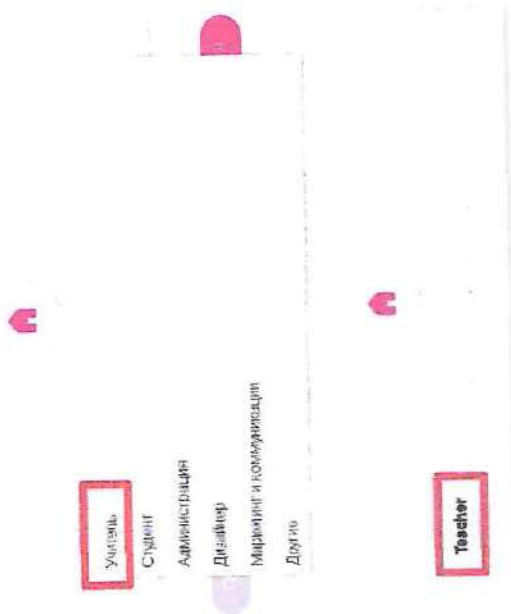 Учитель
Студент
Администрация
Дизайнер
Маркетинг и коммуникации
Другие
Teacher